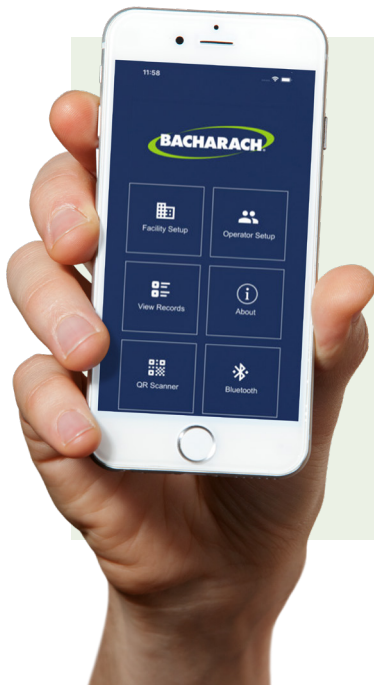 11:58
BACHARACH
Facility Setup
Operator Setup
View Records
About
QR Scanner
Bluetooth